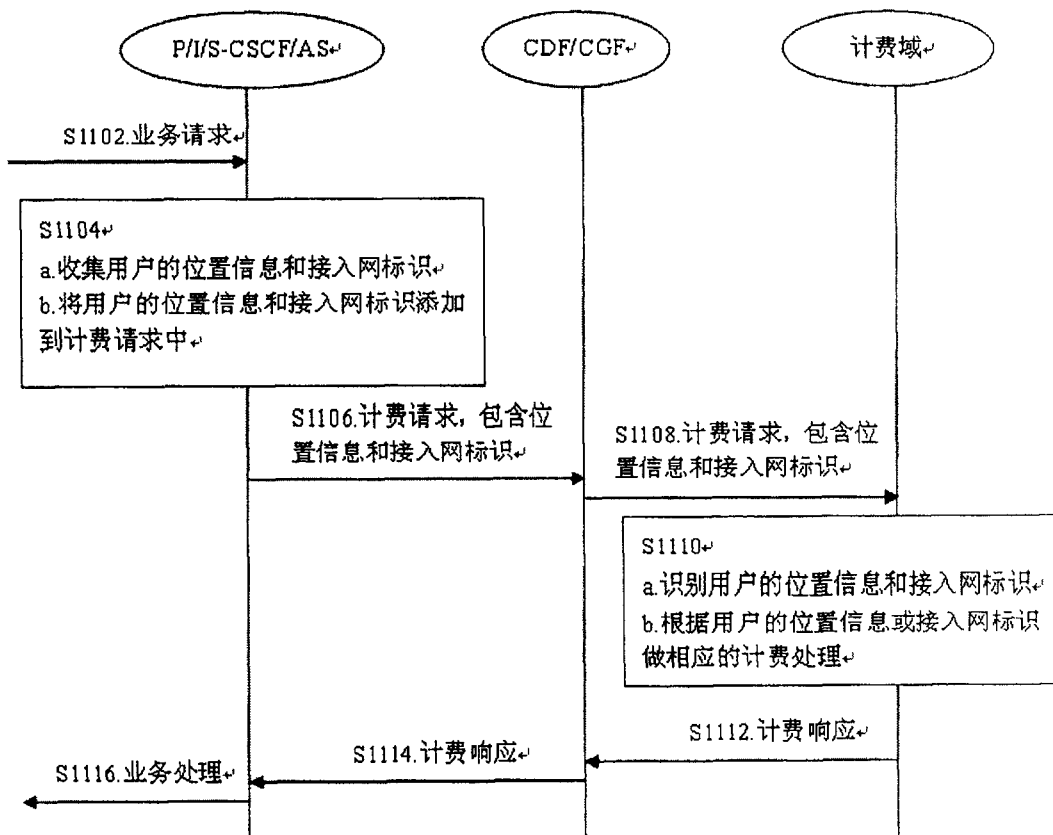 P/I/S-CSCF/AS
CDF/CGF
计费域
S1102.业务请求
S1104
a.收集用户的位置信息和接入网标识
b.将用户的位置信息和接入网标识添加
到计费请求中
S1106.计费请求，包含位
置信息和接入网标识
S1108.计费请求，包含位
置信息和接入网标识
S1110
a.识别用户的位置信息和接入网标识
b.根据用户的位置信息或接入网标识
做相应的计费处理
S1112.计费响应
S1114.计费响应
S1116.业务处理